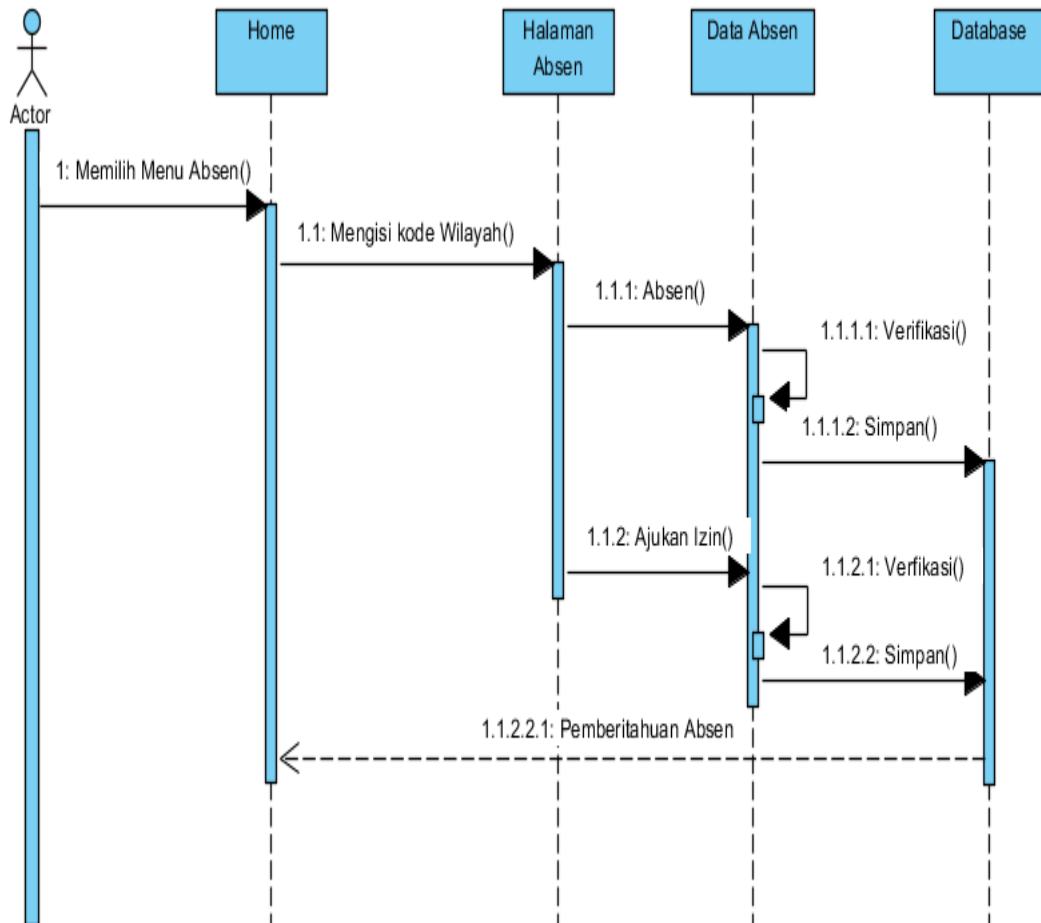 Home
Halaman
Absen
Data Absen
Database
Actor
1: Memilih Menu Absen()
1.1: Mengisi kode Wilayah()
1.1.1: Absen()
1.1.1.1: Verifikasi()
1.1.1.2: Simpan()
1.1.2: Ajukan Izin()
1.1.2.1: Verfikasi()
1.1.2.2: Simpan()
1.1.2.2.1: Pemberitahuan Absen